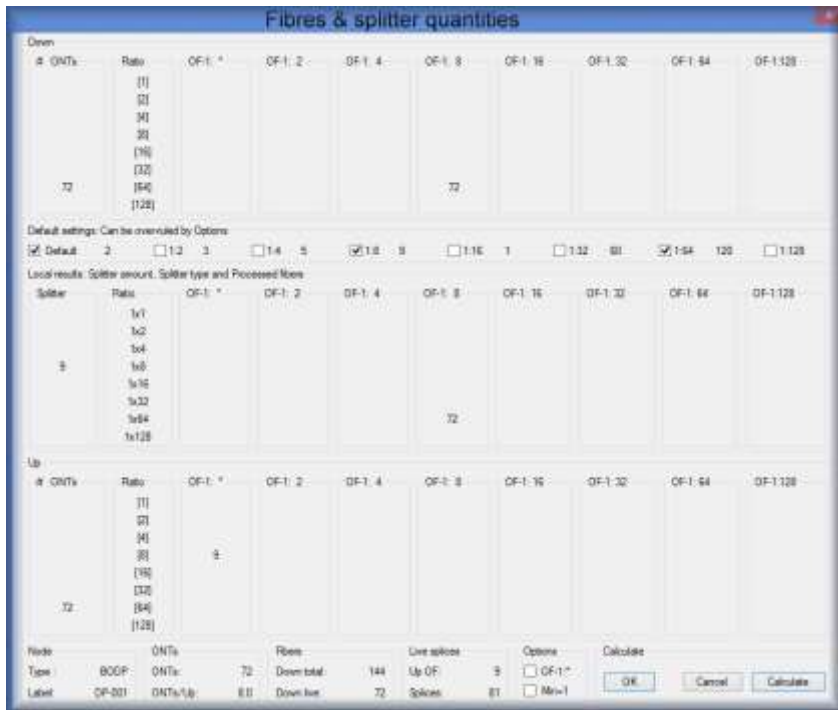 Fibres & splitter quantities
Down
# ONTs Ratio OF-1: * OF-1: 2 OF-1: 4 OF-1: 8 OF-1: 16 OF-1:32 OF-1: 64 OF-1:128
[1]
[2]
[4]
[8]
[16]
[32]
72 [64] 72
[128]
Default settings: Can be overruled by Options
Default 2 1:2 3 1:4 5 1:8 9 1:16 1 1:32 60 1:64 120 1:128
Local results: Splitter amount, Splitter type and Processed fibers
Splitter Ratio OF-1: * OF-1: 2 OF-1: 4 OF-1: 8 OF-1: 16 OF-1: 32 OF-1: 64 OF-1:128
1x1
1x2
1x4
9 1x8
1x16
1x32
1x64 72
1x128
Up
# ONTs Ratio OF-1: * OF-1: 2 OF-1: 4 OF-1: 8 OF-1: 16 OF-1:32 OF-1: 64 OF-1:128
[1]
[2]
[4]
[8] 9
[16]
[32]
72 [64]
[128]
Node ONTs Fibers Live splices Options Calculate
Type : BODP ONTs: 72 Down total: 144 Up OF: 9 OF-1:*
Label: DP-001 ONTs/Up: 8.0 Down live: 72 Splices: 81 Min=1 OK Cancel Calculate